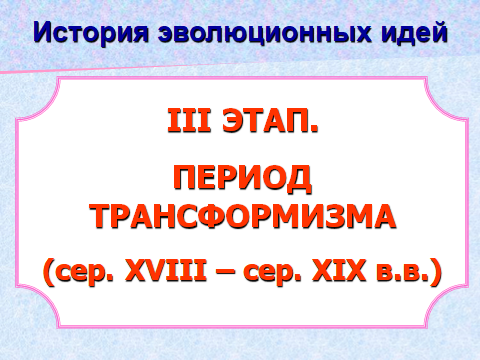 История эволюционных идей
III ЭТАП.
ПЕРИОД
ТРАНСФОРМИЗМА
(сер. XVIII – сер. XIX в.в.)